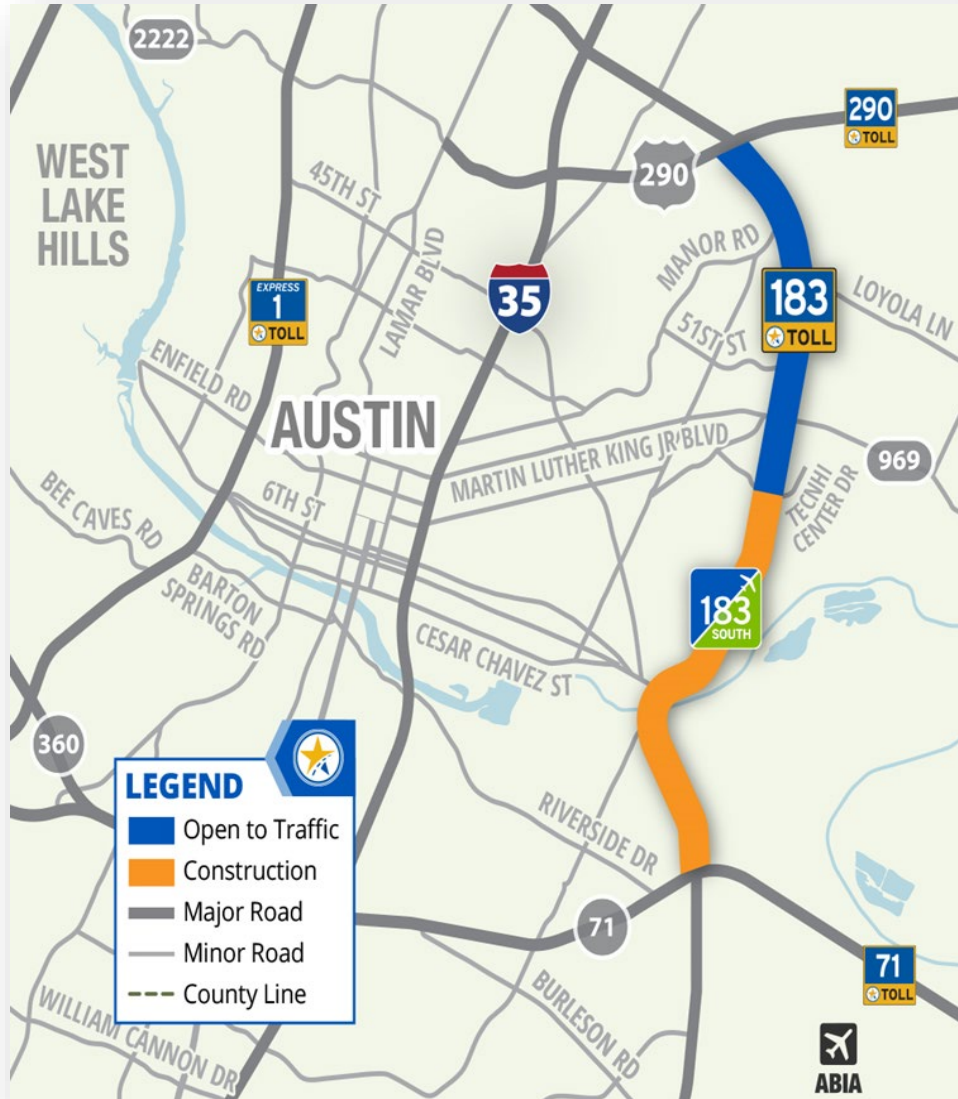 2222
290
TOLL
WEST
LAKE
HILLS
45TH ST
290
MANOR RD
LAMAR BLVD
35
183
TOLL
LOYOLA LN
EXPRESS
1
TOLL
51ST ST
ENFIELD RD
AUSTIN
MARTIN LUTHER KING JR BLVD
969
BEE CAVES RD
6TH ST
TECNHI
CENTER DR
BARTON
SPRINGS RD
183
SOUTH
CESAR CHAVEZ ST
360
LEGEND
Open to Traffic
Construction
Major Road
Minor Road
County Line
RIVERSIDE DR
71
71
TOLL
BURLESON RD
WILLIAM CANNON DR
ABIA